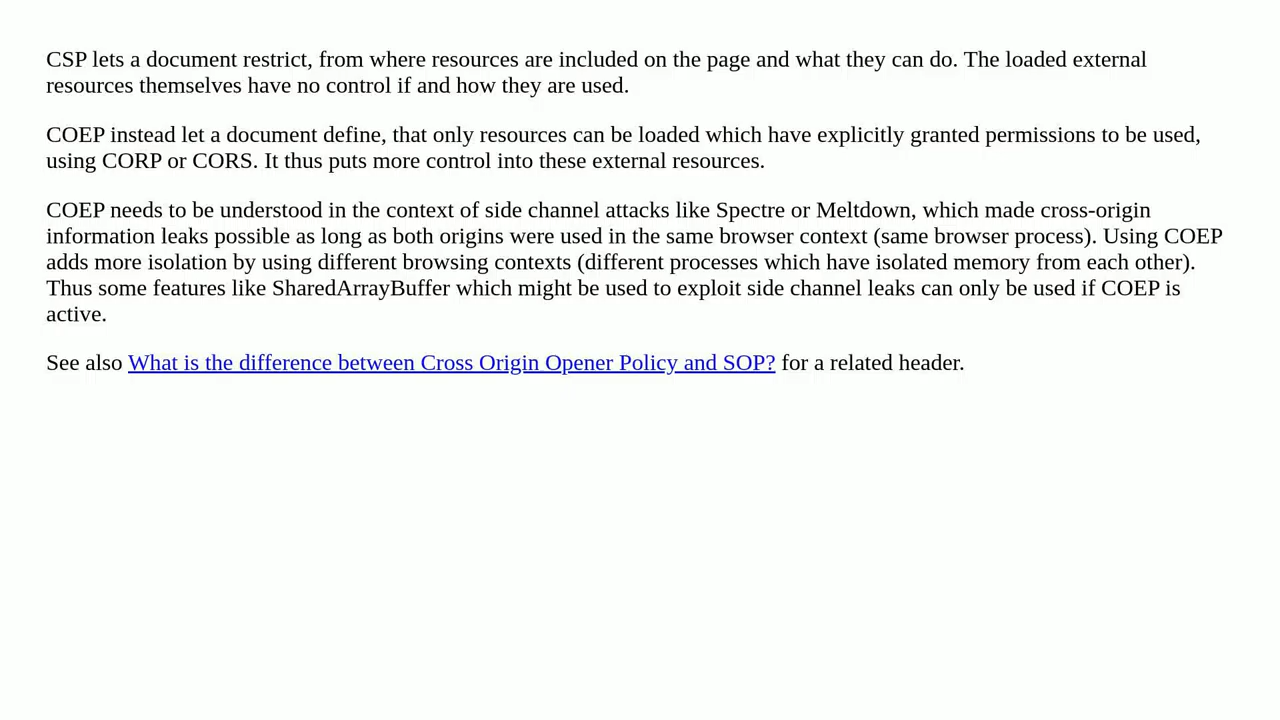 CSP lets a document restrict, from where resources are included on the page and what they can do. The loaded external
resources themselves have no control if and how they are used.
COEP instead let a document define, that only resources can be loaded which have explicitly granted permissions to be used,
using CORP or CORS. It thus puts more control into these external resources.
COEP needs to be understood in the context of side channel attacks like Spectre or Meltdown, which made cross-origin
information leaks possible as long as both origins were used in the same browser context (same browser process). Using COEP
adds more isolation by using different browsing contexts (different processes which have isolated memory from each other).
Thus some features like SharedArrayBuffer which might be used to exploit side channel leaks can only be used if COEP is
active.
See also What is the difference between Cross Origin Opener Policy and SOP? for a related header.